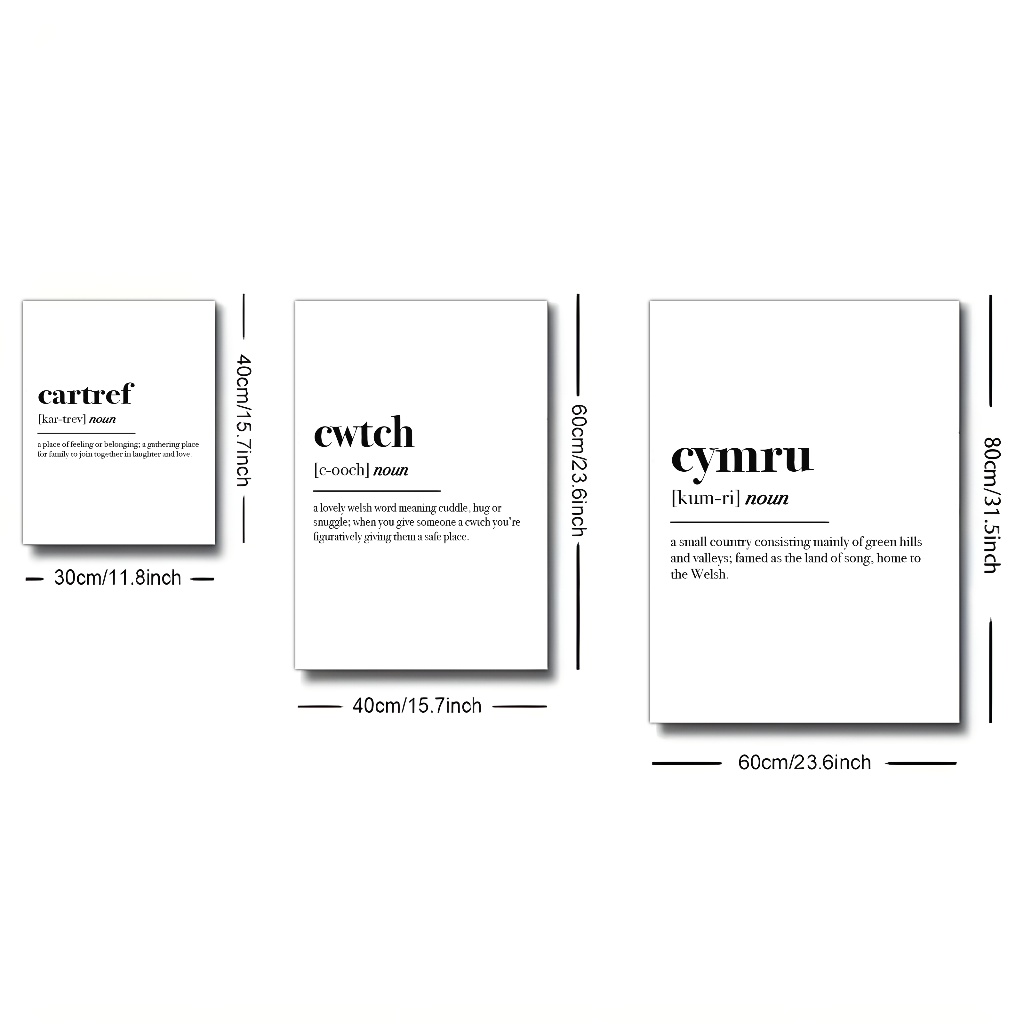 cartref
[kar-trev] noun
a place of feeling or belonging; a gathering place
for family to join together in laughter and love.
40cm/15.7inch
30cm/11.8inch
cwtch
[c-ooch] noun
a lovely welsh word meaning cuddle, hug or
snuggle; when you give someone a cwtch you're
figuratively giving them a safe place.
60cm/23.6inch
40cm/15.7inch
cymru
[kum-ri] noun
a small country consisting mainly of green hills
and valleys; famed as the land of song, home to
the Welsh.
80cm/31.5inch
60cm/23.6inch